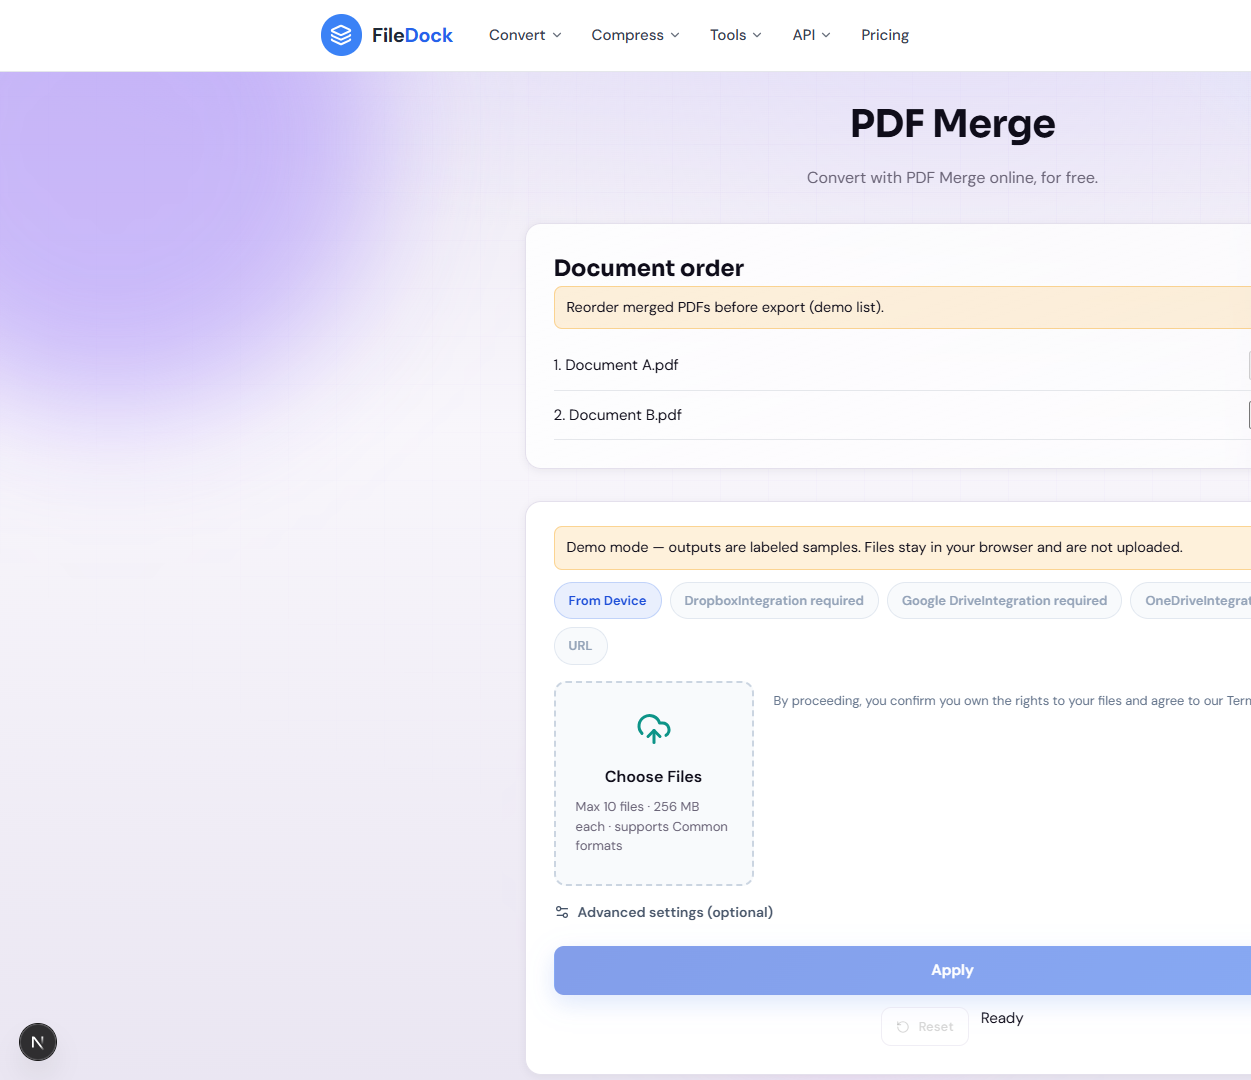 FileDock
Convert
Compress
Tools
API
Pricing
PDF Merge
Convert with PDF Merge online, for free.
Document order
Reorder merged PDFs before export (demo list).
1. Document A.pdf
2. Document B.pdf
Demo mode — outputs are labeled samples. Files stay in your browser and are not uploaded.
From Device
DropboxIntegration required
Google DriveIntegration required
URL
By proceeding, you confirm you own the rights to your files and agree to our
Choose Files
Max 10 files · 256 MB
each · supports Common
formats
Advanced settings (optional)
Apply
Reset
Ready
N